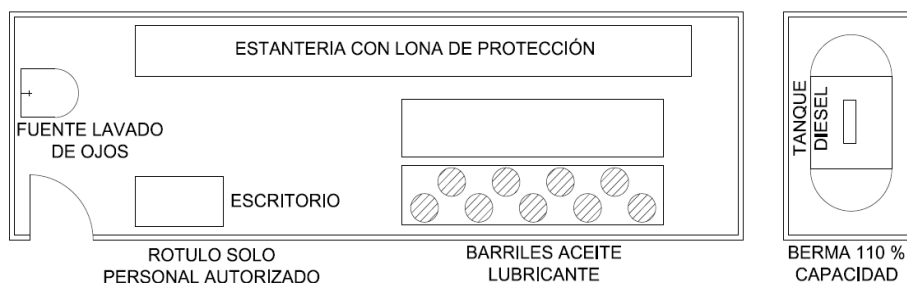 ESTANTERIA CON LONA DE PROTECCIÓN
FUENTE LAVADO
DE OJOS
ESCRITORIO
ROTULO SOLO
PERSONAL AUTORIZADO
BARRILES ACEITE
LUBRICANTE
TANQUE
DIESEL
BERMA 110 %
CAPACIDAD